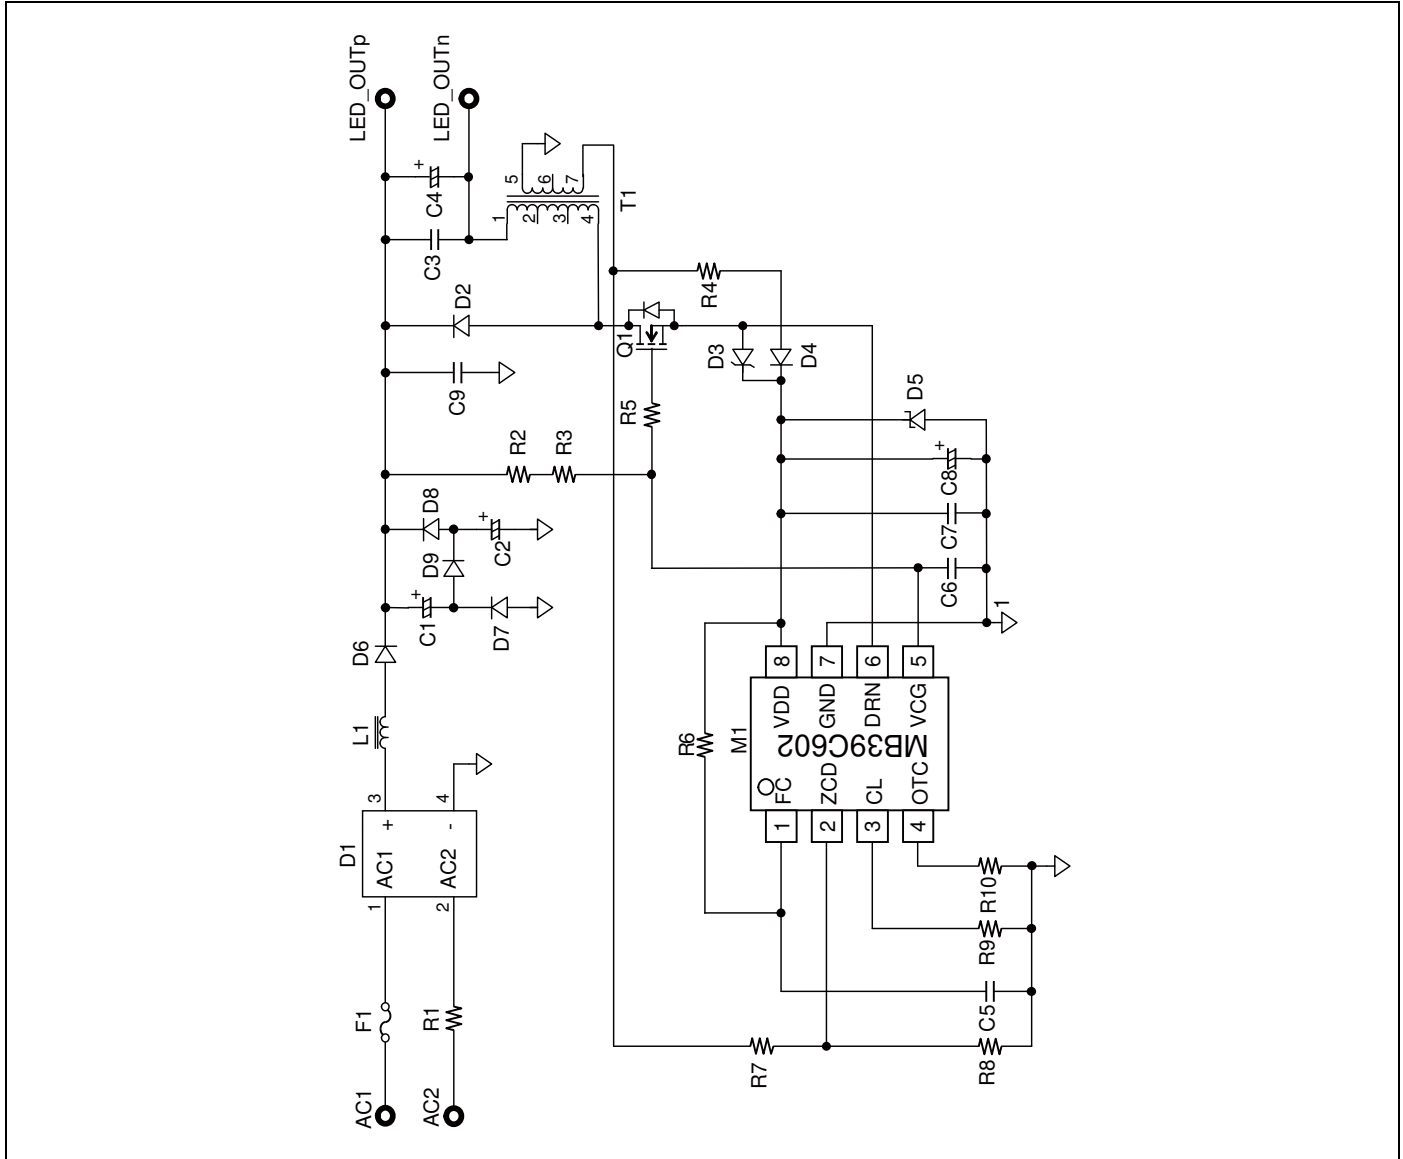 LED_OUTp
LED_OUTn
+
C4
5
6
7
1
2
3
4
T1
C3
D2
R4
Q1
D3
D4
C9
R5
D5
R2
R3
+
C8
D8
+
C2
D9
C7
+
C1
D7
C6
1
D6
L1
R6
M1
8
7
6
5
VDD
GND
DRN
VCG
MB39C602
FC
ZCD
CL
OTC
1
2
3
4
3
4
+
-
D1
AC1
AC2
1
2
R10
R9
C5
R8
R7
F1
R1
AC1
AC2